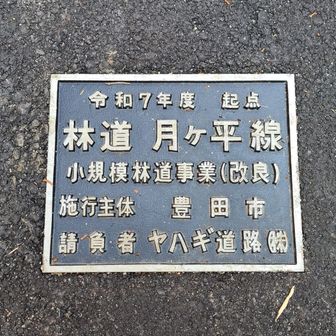 令和7年度 起点
林道 月ヶ平線
小規模林道事業(改良)
施行主体 豊田市
請負者 ヤハギ道路㈱